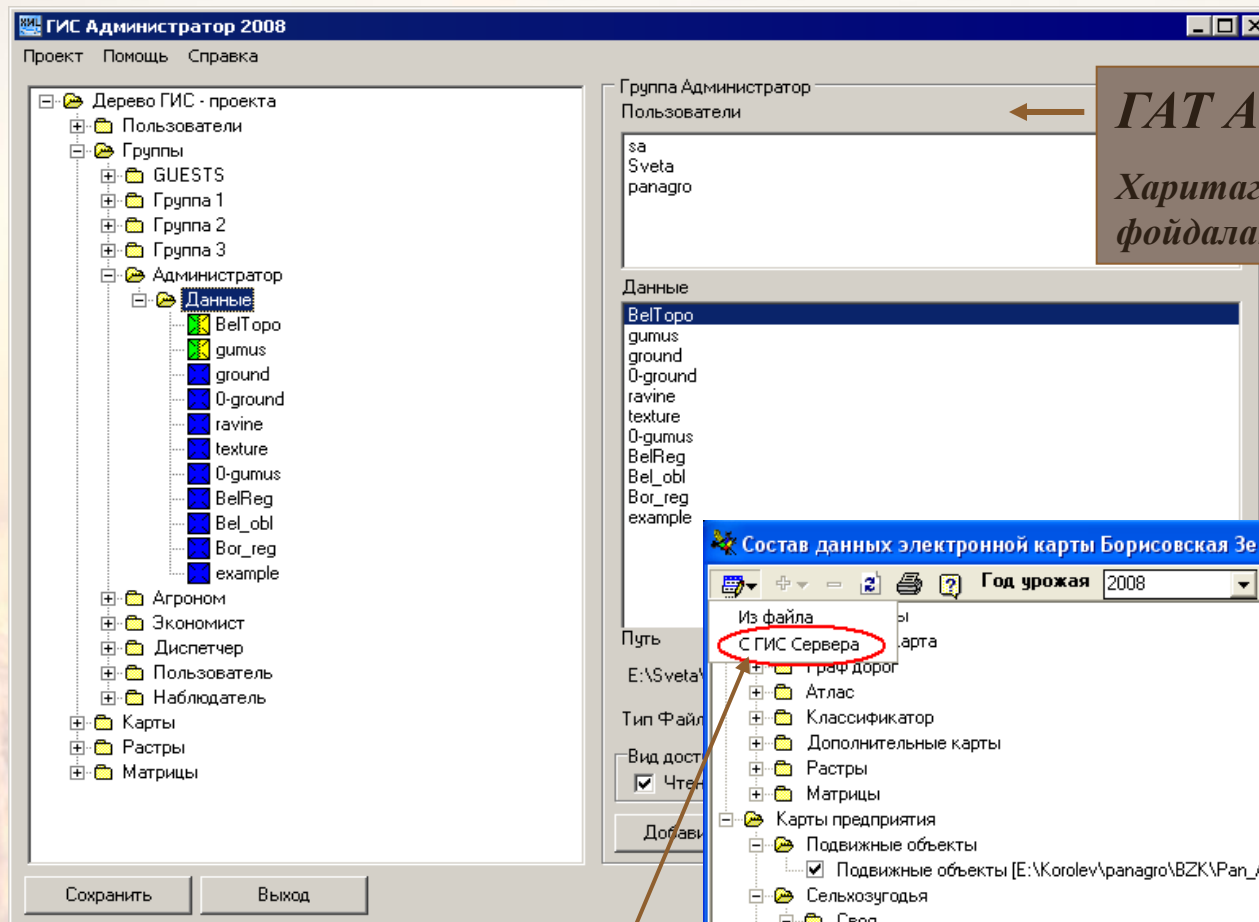 ГИС Администратор 2008
Проект Помощь Справка
Дерево ГИС - проекта
Пользователи
Группы
GUESTS
Группа 1
Группа 2
Группа 3
Администратор
Данные
BelTopo
gumus
ground
0-ground
ravine
texture
0-gumus
BelReg
Bel_obl
Bor_reg
example
Агроном
Экономист
Диспетчер
Пользователь
Наблюдатель
Карты
Растры
Матрицы
Сохранить
Выход
Группа Администратор
Пользователи
sa
Sveta
panagro
Данные
BelTopo
gumus
ground
0-ground
ravine
texture
0-gumus
BelReg
Bel_obl
Bor_reg
example
Путь
E:\Sveta\
Тип Файл
Вид дост
Чтен
Добави
ГАТ А
Харитаг
фойдала
Состав данных электронной карты Борисовская Зе
Год урожая 2008
Из файла
С ГИС Сервера
арта
Граф дорог
Атлас
Классификатор
Дополнительные карты
Растры
Матрицы
Карты предприятия
Подвижные объекты
Подвижные объекты [E:\Korolev\panagro\BZK\Pan_
Сельхозугодья
Свод